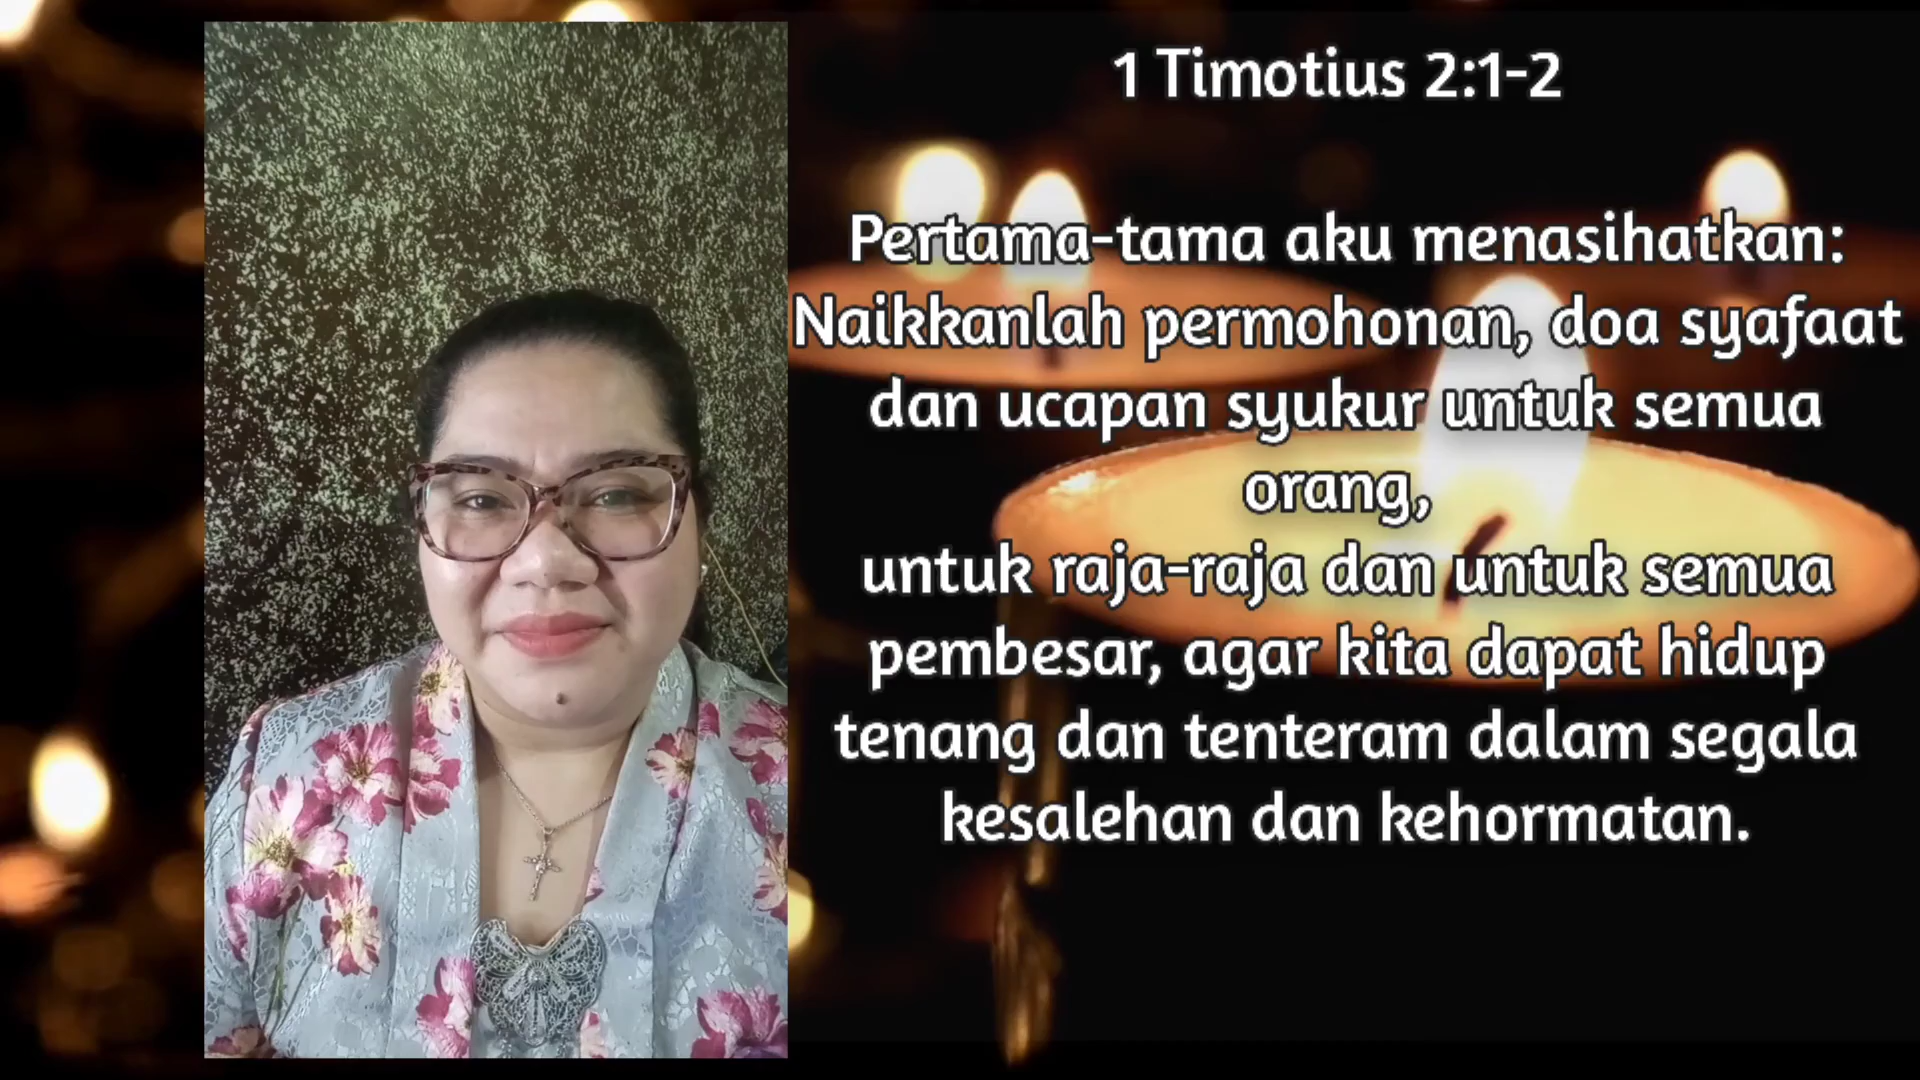 1 Timotius 2:1-2
Pertama-tama aku menasihatkan:
Naikkanlah permohonan, doa syafaat
dan ucapan syukur untuk semua
orang,
untuk raja-raja dan untuk semua
pembesar, agar kita dapat hidup
tenang dan tenteram dalam segala
kesalehan dan kehormatan.